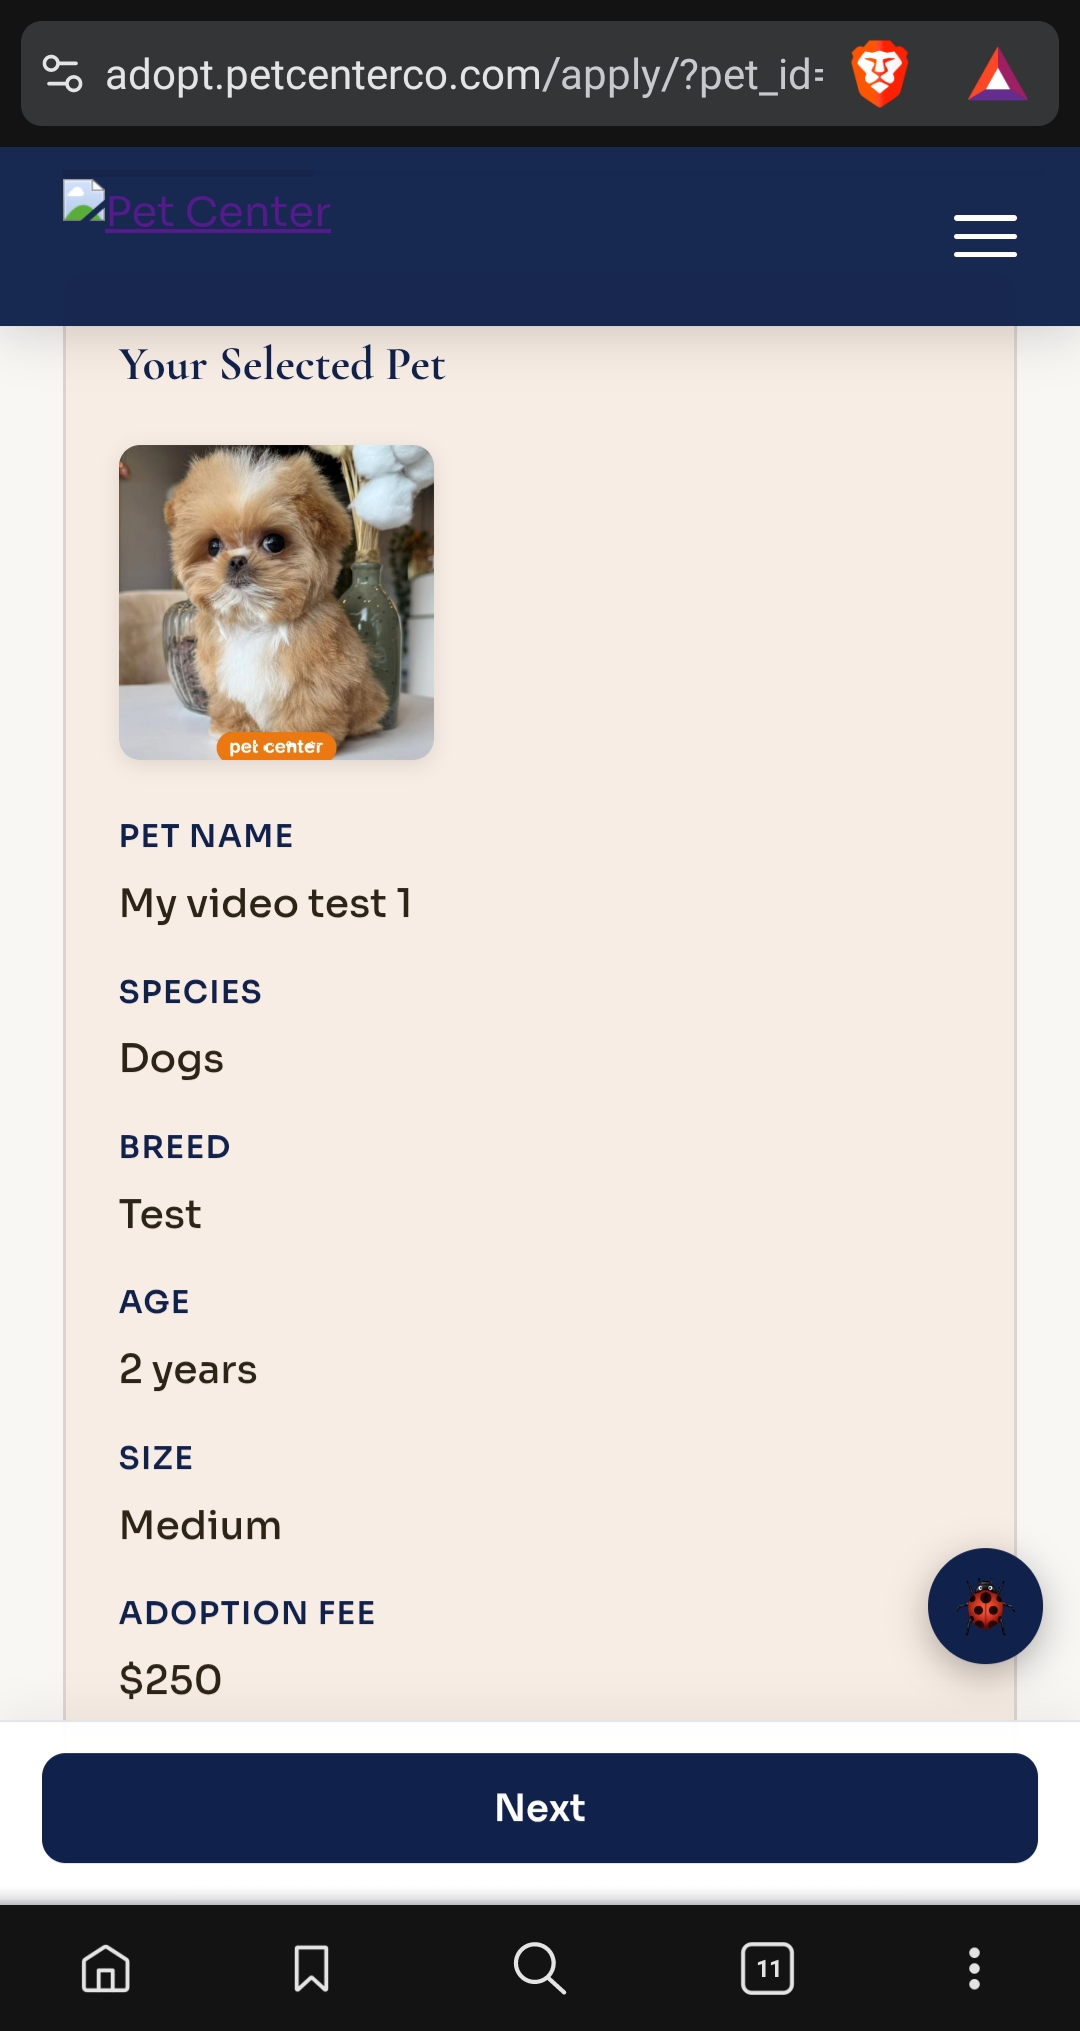 adopt.petcenterco.com/apply/?pet_id=
Pet Center
Your Selected Pet
pet center
PET NAME
My video test 1
SPECIES
Dogs
BREED
Test
AGE
2 years
SIZE
Medium
ADOPTION FEE
$250
Next
11